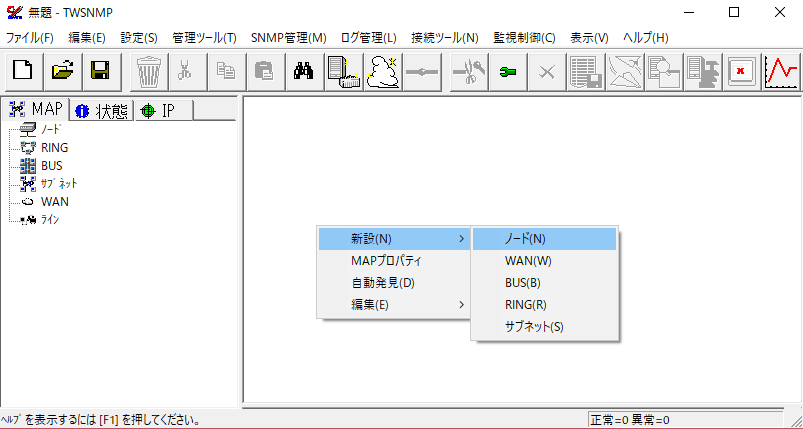 無題 - TWSNMP
ファイル(F) 編集(E) 設定(S) 管理ツール(T) SNMP管理(M) ログ管理(L) 接続ツール(N) 監視制御(C) 表示(V) ヘルプ(H)
MAP 状態 IP
ﾉｰﾄﾞ
RING
BUS
ｻﾌﾞﾈｯﾄ
WAN
ﾗｲﾝ
新設(N)
MAPプロパティ
自動発見(D)
編集(E)
ノード(N)
WAN(W)
BUS(B)
RING(R)
サブネット(S)
ﾍﾙﾌﾟを表示するには [F1] を押してください。
正常=0 異常=0